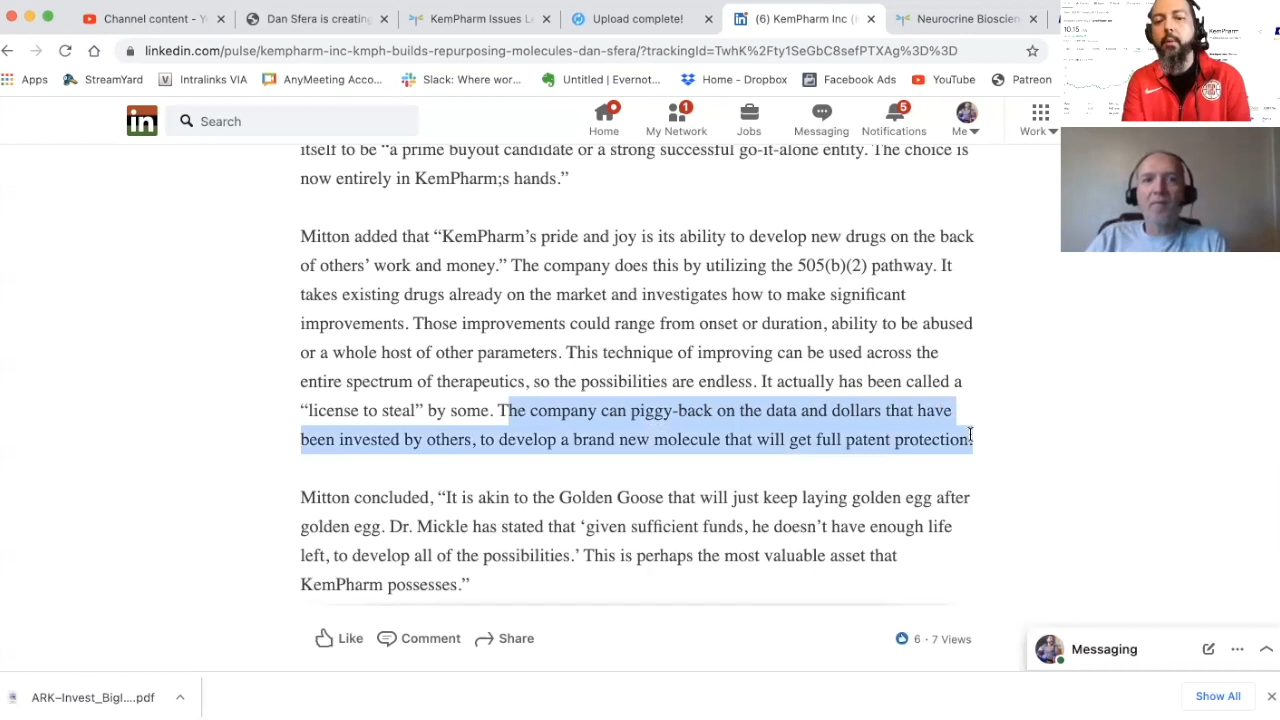 Channel content - Y
Dan Sfera is creating
KemPharm Issues Le
Upload complete!
(6) KemPharm Inc (
Neurocrine Bioscien
linkedin.com/pulse/kempharm-inc-kmph-builds-repurposing-molecules-dan-sfera/?trackingId=TwhK%2Fty1SeGbC8sefPTXAg%3D%3D
Apps
StreamYard
Intralinks VIA
AnyMeeting Acco...
Slack: Where wor...
Untitled | Evernot...
Home - Dropbox
Facebook Ads
YouTube
Patreon
KemPharm
10.15
in
Search
Home
1
My Network
Jobs
Messaging
5
Notifications
Me
Work
itself to be “a prime buyout candidate or a strong successful go-it-alone entity. The choice is
now entirely in KemPharm;s hands.”
Mitton added that “KemPharm’s pride and joy is its ability to develop new drugs on the back
of others’ work and money.” The company does this by utilizing the 505(b)(2) pathway. It
takes existing drugs already on the market and investigates how to make significant
improvements. Those improvements could range from onset or duration, ability to be abused
or a whole host of other parameters. This technique of improving can be used across the
entire spectrum of therapeutics, so the possibilities are endless. It actually has been called a
“license to steal” by some. The company can piggy-back on the data and dollars that have
been invested by others, to develop a brand new molecule that will get full patent protection.
Mitton concluded, “It is akin to the Golden Goose that will just keep laying golden egg after
golden egg. Dr. Mickle has stated that ‘given sufficient funds, he doesn’t have enough life
left, to develop all of the possibilities.’ This is perhaps the most valuable asset that
KemPharm possesses.”
Like
Comment
Share
6 · 7 Views
Messaging
ARK–Invest_BigI....pdf
Show All